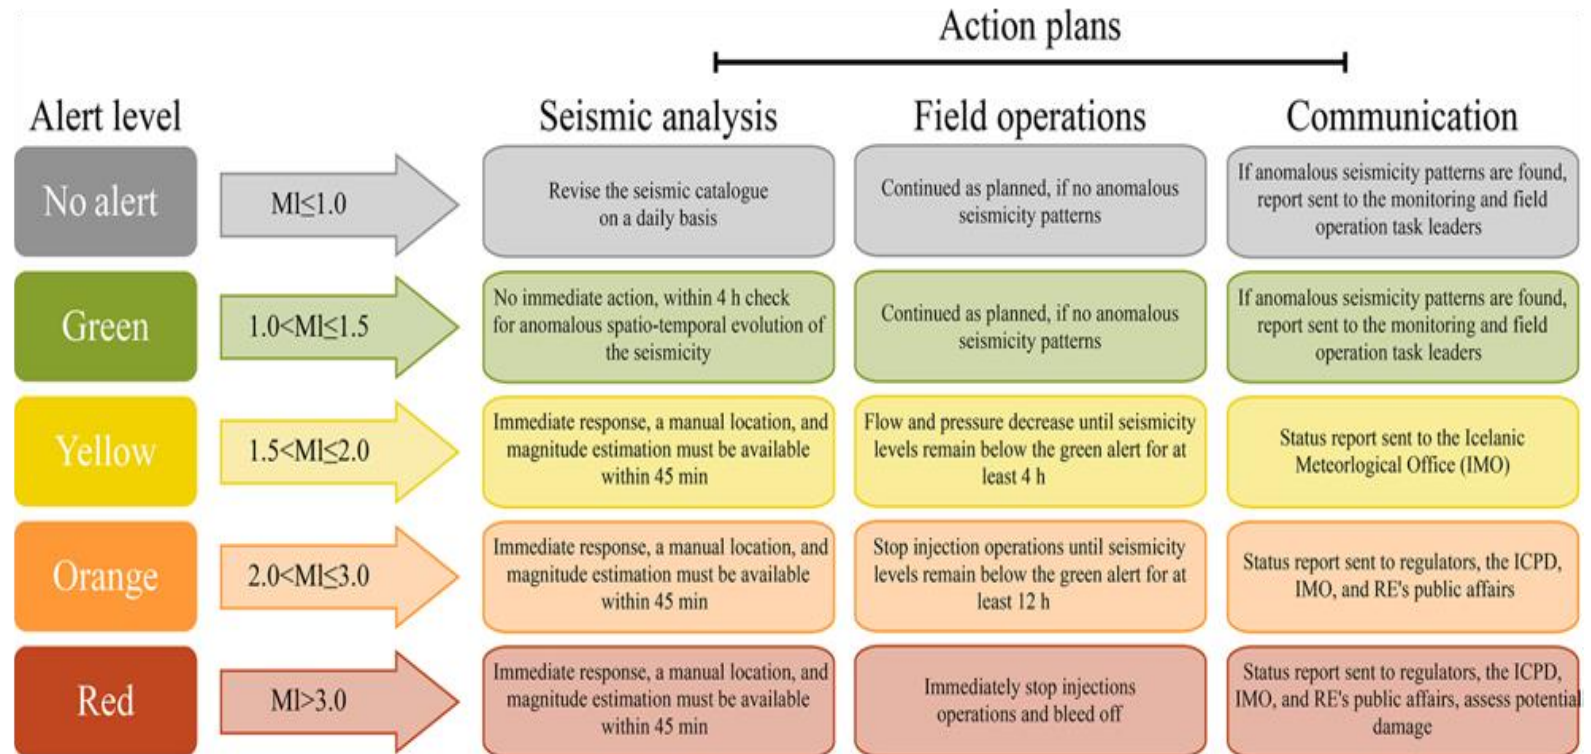 Action plans
Alert level
Seismic analysis
Field operations
Communication
No alert
Ml≤1.0
Revise the seismic catalogue
on a daily basis
Continued as planned, if no anomalous
seismicity patterns
If anomalous seismicity patterns are found,
report sent to the monitoring and field
operation task leaders
Green
1.0<Ml≤1.5
No immediate action, within 4 h check
for anomalous spatio-temporal evolution of
the seismicity
Continued as planned, if no anomalous
seismicity patterns
If anomalous seismicity patterns are found,
report sent to the monitoring and field
operation task leaders
Yellow
1.5<Ml≤2.0
Immediate response, a manual location, and
magnitude estimation must be available
within 45 min
Flow and pressure decrease until seismicity
levels remain below the green alert for at
least 4 h
Status report sent to the Icelanic
Meteorlogical Office (IMO)
Orange
2.0<Ml≤3.0
Immediate response, a manual location, and
magnitude estimation must be available
within 45 min
Stop injection operations until seismicity
levels remain below the green alert for at
least 12 h
Status report sent to regulators, the ICPD,
IMO, and RE's public affairs
Red
Ml>3.0
Immediate response, a manual location, and
magnitude estimation must be available
within 45 min
Immediately stop injections
operations and bleed off
Status report sent to regulators, the ICPD,
IMO, and RE's public affairs, assess potential
damage